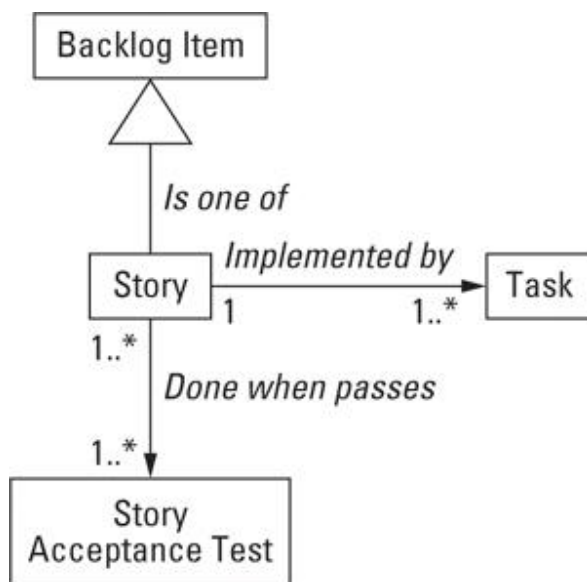 Backlog Item
Is one of
Implemented by
Story
Task
1
1..*
1..*
Done when passes
1..*
Story
Acceptance Test